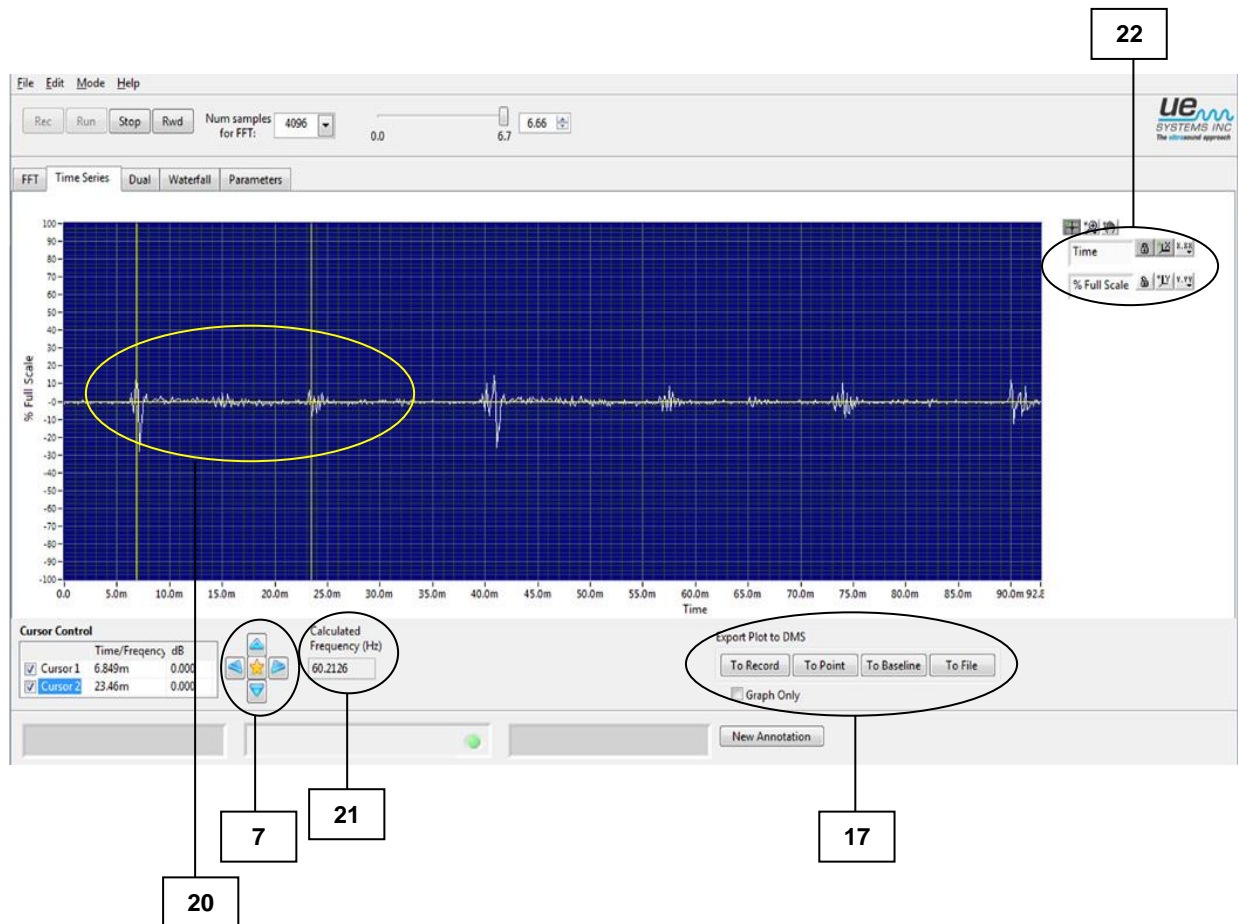 22
File Edit Mode Help
Rec Run Stop Rwd Num samples for FFT: 4096 0.0 6.7 6.66
ue
SYSTEMS INC
The ultrasound approach
FFT Time Series Dual Waterfall Parameters
Time x.xx
% Full Scale y.yy
% Full Scale
100
90
80
70
60
50
40
30
20
10
-0
-10
-20
-30
-40
-50
-60
-70
-80
-90
-100
0.0 5.0m 10.0m 15.0m 20.0m 25.0m 30.0m 35.0m 40.0m 45.0m 50.0m 55.0m 60.0m 65.0m 70.0m 75.0m 80.0m 85.0m 90.0m 92.8
Time
Cursor Control
Time/Freqency dB
Cursor 1 6.849m 0.000
Cursor 2 23.46m 0.000
Calculated
Frequency (Hz)
60.2126
Export Plot to DMS
To Record To Point To Baseline To File
Graph Only
New Annotation
21
7
17
20